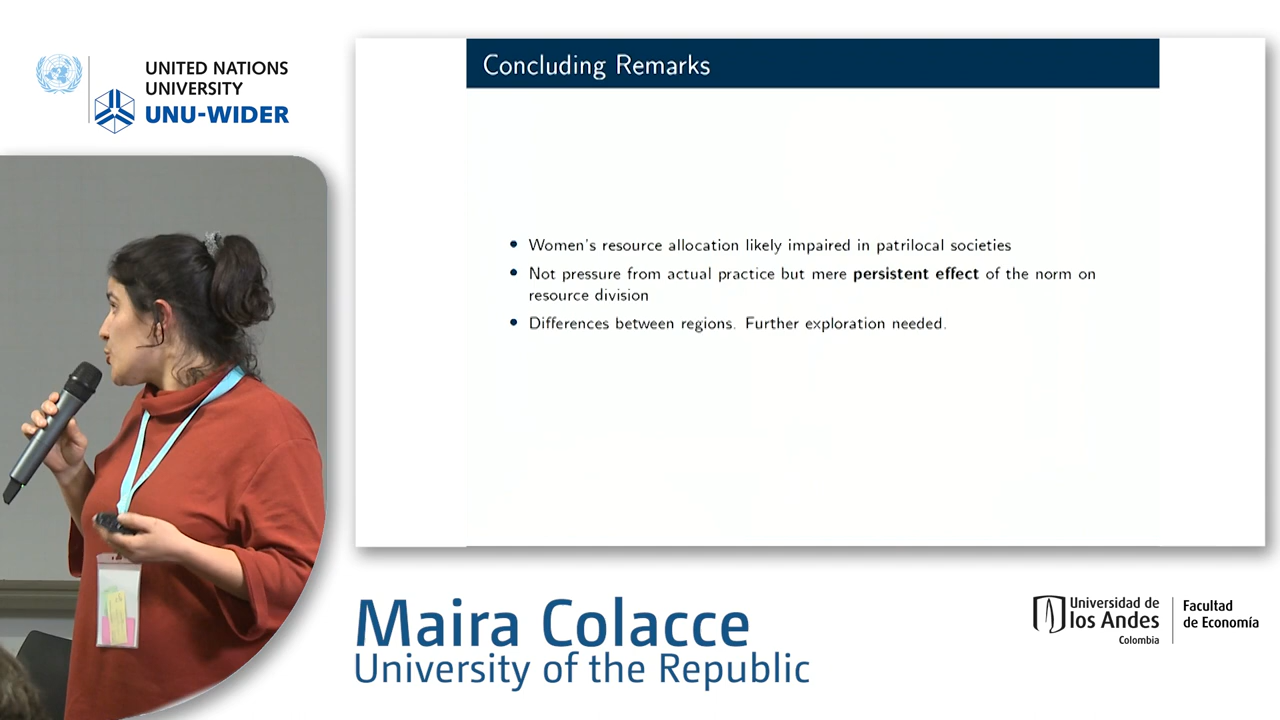 UNITED NATIONS
UNIVERSITY
UNU-WIDER
Concluding Remarks
Women's resource allocation likely impaired in patrilocal societies
Not pressure from actual practice but mere persistent effect of the norm on
resource division
Differences between regions. Further exploration needed.
Maira Colacce
University of the Republic
Universidad de
los Andes
Colombia
Facultad
de Economía